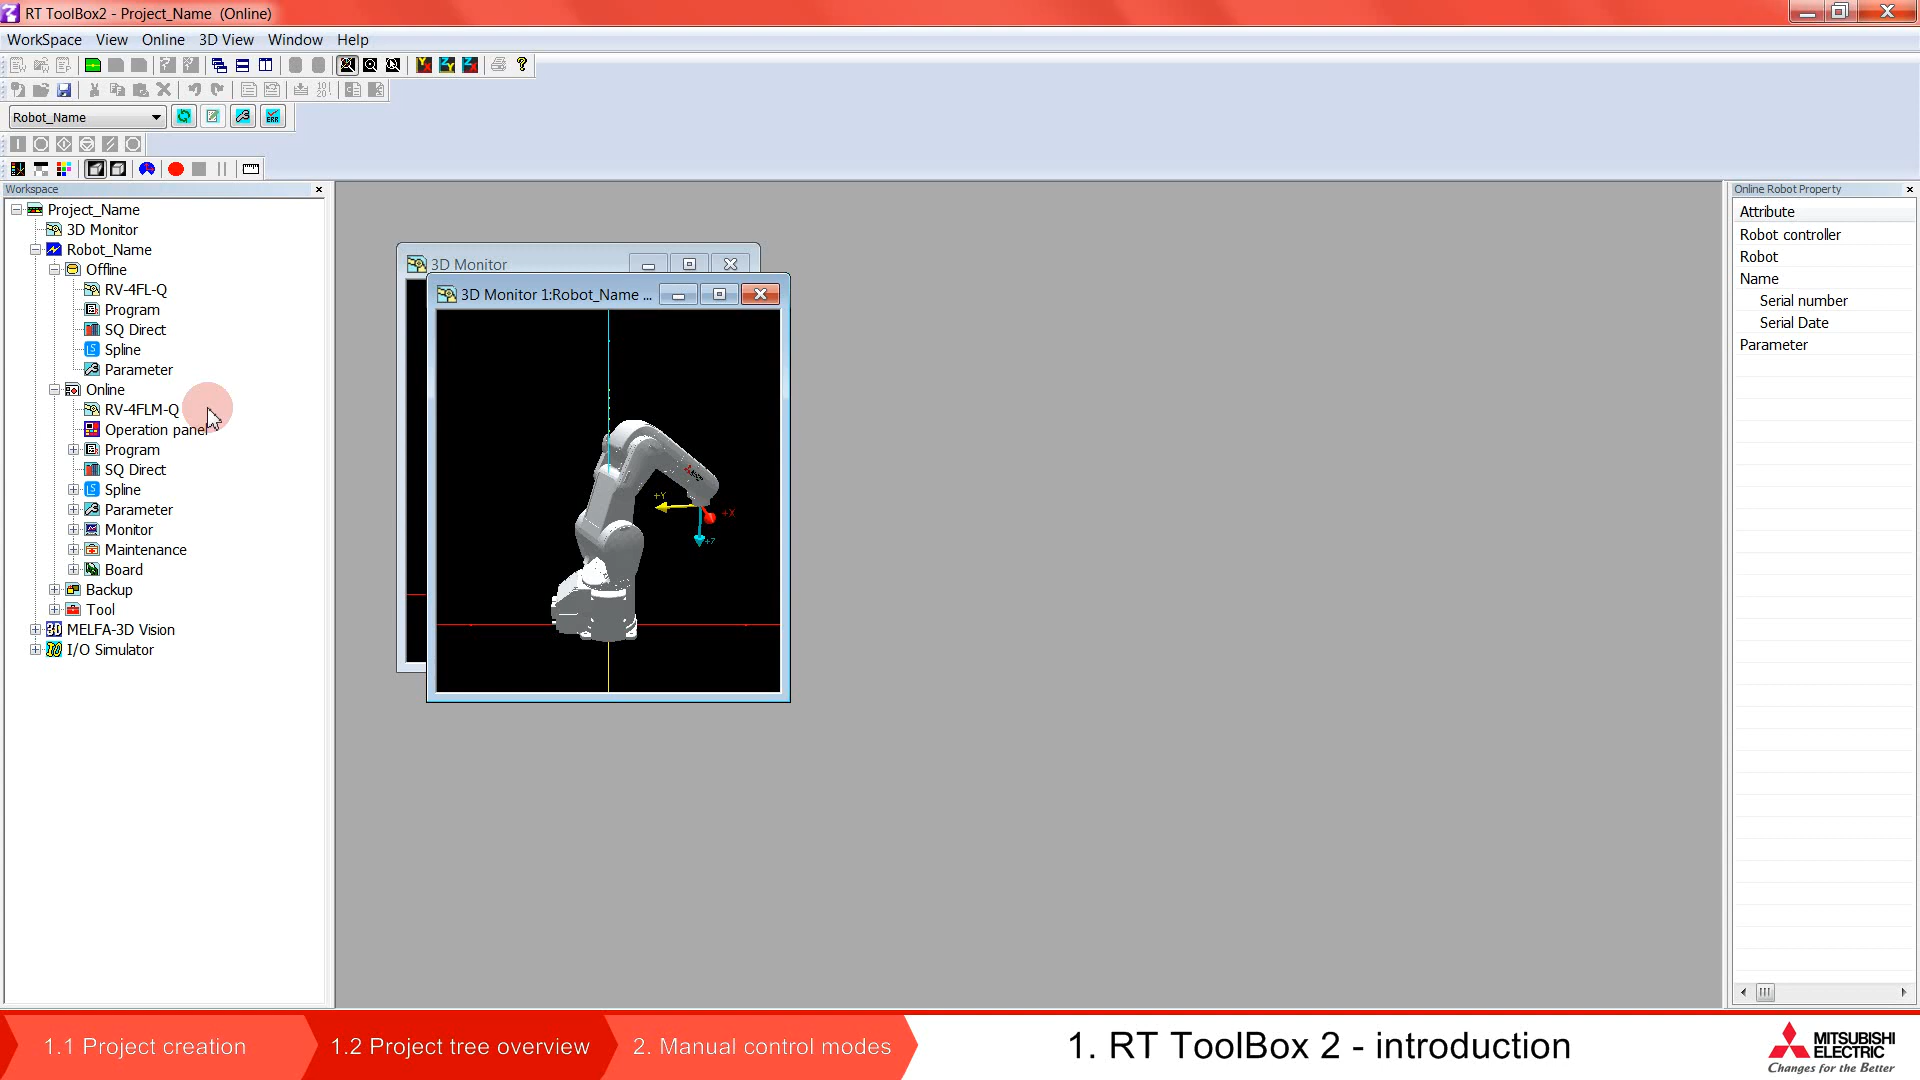 RT ToolBox2 - Project_Name (Online)
WorkSpace View Online 3D View Window Help
Robot_Name
Workspace
Project_Name
3D Monitor
Robot_Name
Offline
RV-4FL-Q
Program
SQ Direct
Spline
Parameter
Online
RV-4FLM-Q
Operation panel
Program
SQ Direct
Spline
Parameter
Monitor
Maintenance
Board
Backup
Tool
MELFA-3D Vision
I/O Simulator
3D Monitor
3D Monitor 1:Robot_Name ...
+Y
+X
+Z
Online Robot Property
Attribute
Robot controller
Robot
Name
Serial number
Serial Date
Parameter
1.1 Project creation
1.2 Project tree overview
2. Manual control modes
1. RT ToolBox 2 - introduction
MITSUBISHI
ELECTRIC
Changes for the Better